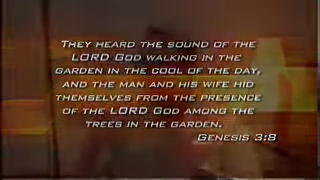 They heard the sound of the
LORD God walking in the
garden in the cool of the day,
and the man and his wife hid
themselves from the presence
of the LORD God among the
trees in the garden.
Genesis 3:8